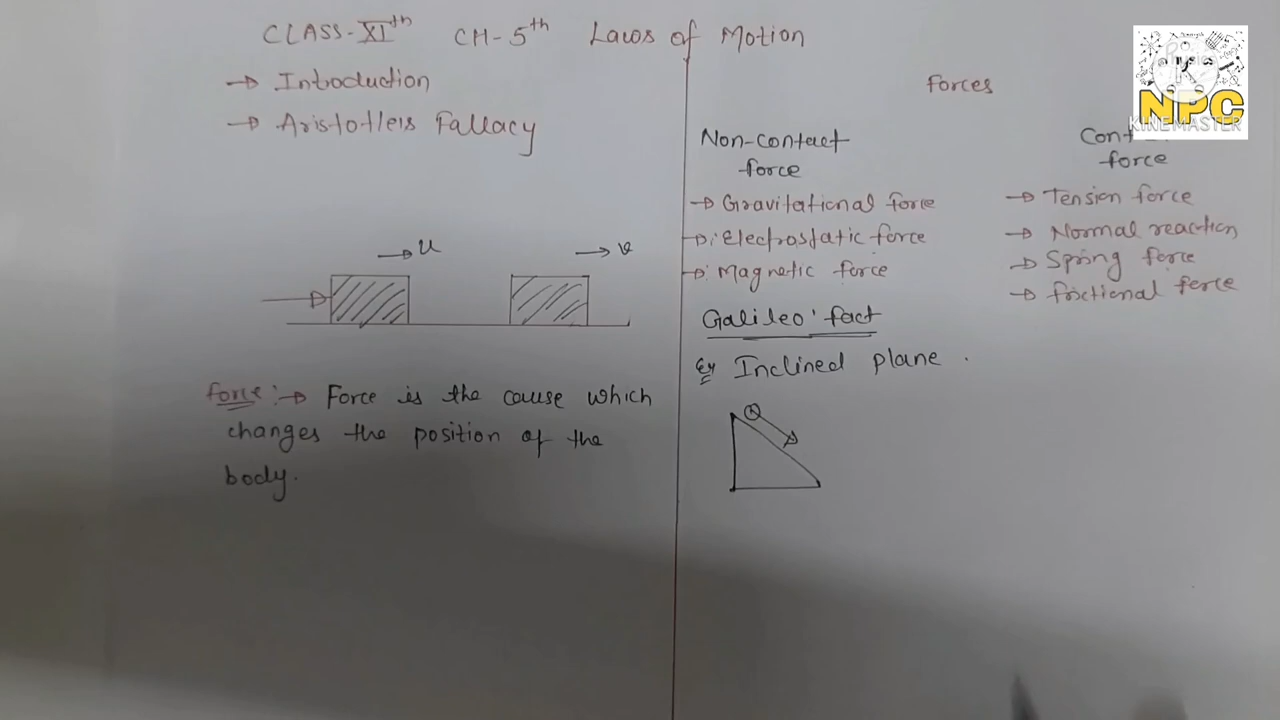 CLASS-XIth CH-5th Laws of Motion
→ Introduction
→ Aristotle's Fallacy
u
v
force :→ Force is the cause which
changes the position of the
body.
Forces
Non-contact
force
→ Gravitational force
→ Electrostatic force
→ Magnetic force
force
→ Tension force
→ Normal reaction
→ Spring force
→ frictional force
Galileo' fact
Ex Inclined plane .
Physics
NPC
KINEMASTER